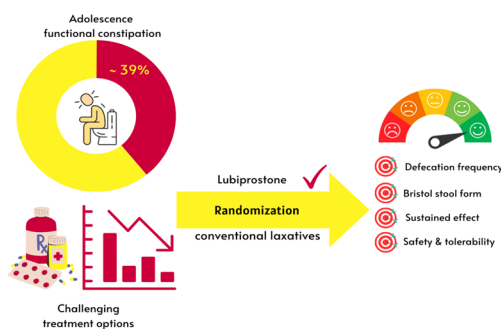 Adolescence
functional constipation
~ 39%
Rx
Challenging
treatment options
Lubiprostone
Randomization
conventional laxatives
Defecation frequency
Bristol stool form
Sustained effect
Safety & tolerability